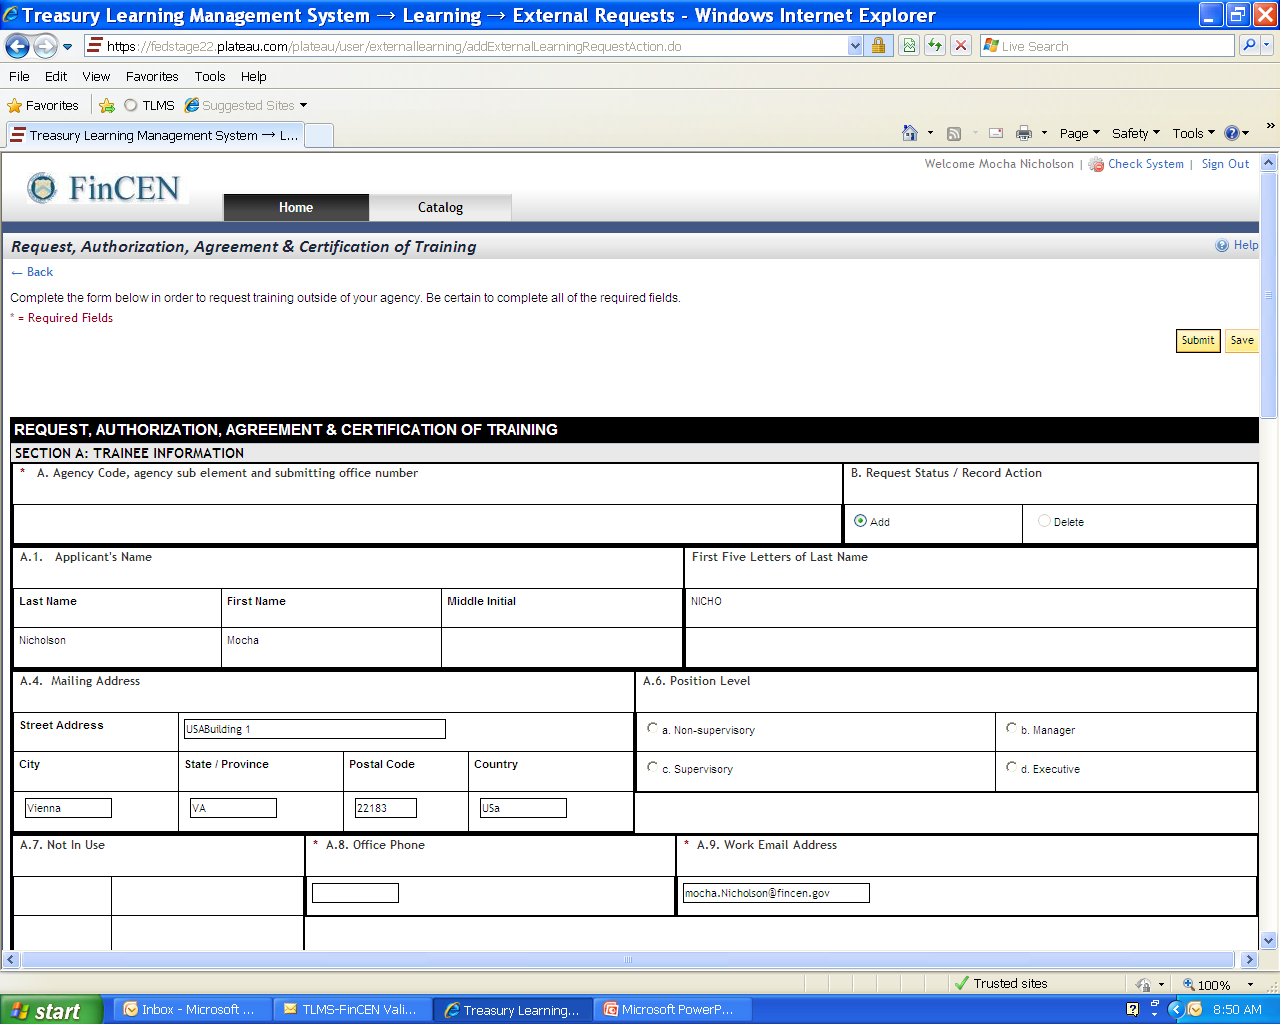 Treasury Learning Management System → Learning → External Requests - Windows Internet Explorer
https://fedstage22.plateau.com/plateau/user/externallearning/addExternalLearningRequestAction.do
Live Search
File Edit View Favorites Tools Help
Favorites TLMS Suggested Sites
Treasury Learning Management System → L... Page Safety Tools »
Welcome Mocha Nicholson | Check System | Sign Out
FinCEN
Home Catalog
Request, Authorization, Agreement & Certification of Training Help
← Back
Complete the form below in order to request training outside of your agency. Be certain to complete all of the required fields.
* = Required Fields
Submit Save
REQUEST, AUTHORIZATION, AGREEMENT & CERTIFICATION OF TRAINING
SECTION A: TRAINEE INFORMATION
* A. Agency Code, agency sub element and submitting office number B. Request Status / Record Action
Add Delete
A.1. Applicant's Name First Five Letters of Last Name
Last Name First Name Middle Initial NICHO
Nicholson Mocha
A.4. Mailing Address A.6. Position Level
Street Address USABuilding 1 a. Non-supervisory b. Manager
City State / Province Postal Code Country c. Supervisory d. Executive
Vienna VA 22183 USa
A.7. Not In Use * A.8. Office Phone * A.9. Work Email Address
mocha.Nicholson@fincen.gov
Trusted sites 100%
start Inbox - Microsoft ... TLMS-FinCEN Vali... Treasury Learning... Microsoft PowerP... 8:50 AM